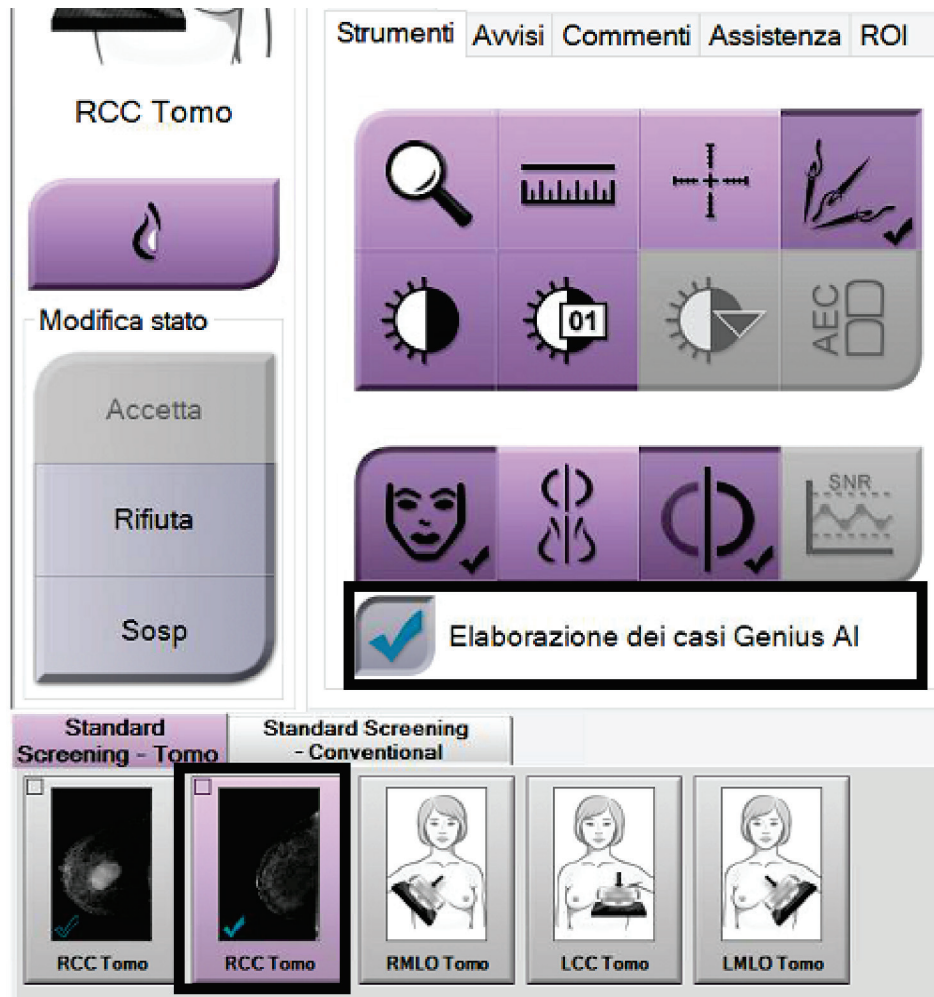 RCC Tomo
Modifica stato
Accetta
Rifiuta
Sosp
Strumenti Avvisi Commenti Assistenza ROI
01
AEC
SNR
Elaborazione dei casi Genius AI
Standard
Screening - Tomo
Standard Screening
- Conventional
RCC Tomo
RCC Tomo
RMLO Tomo
LCC Tomo
LMLO Tomo